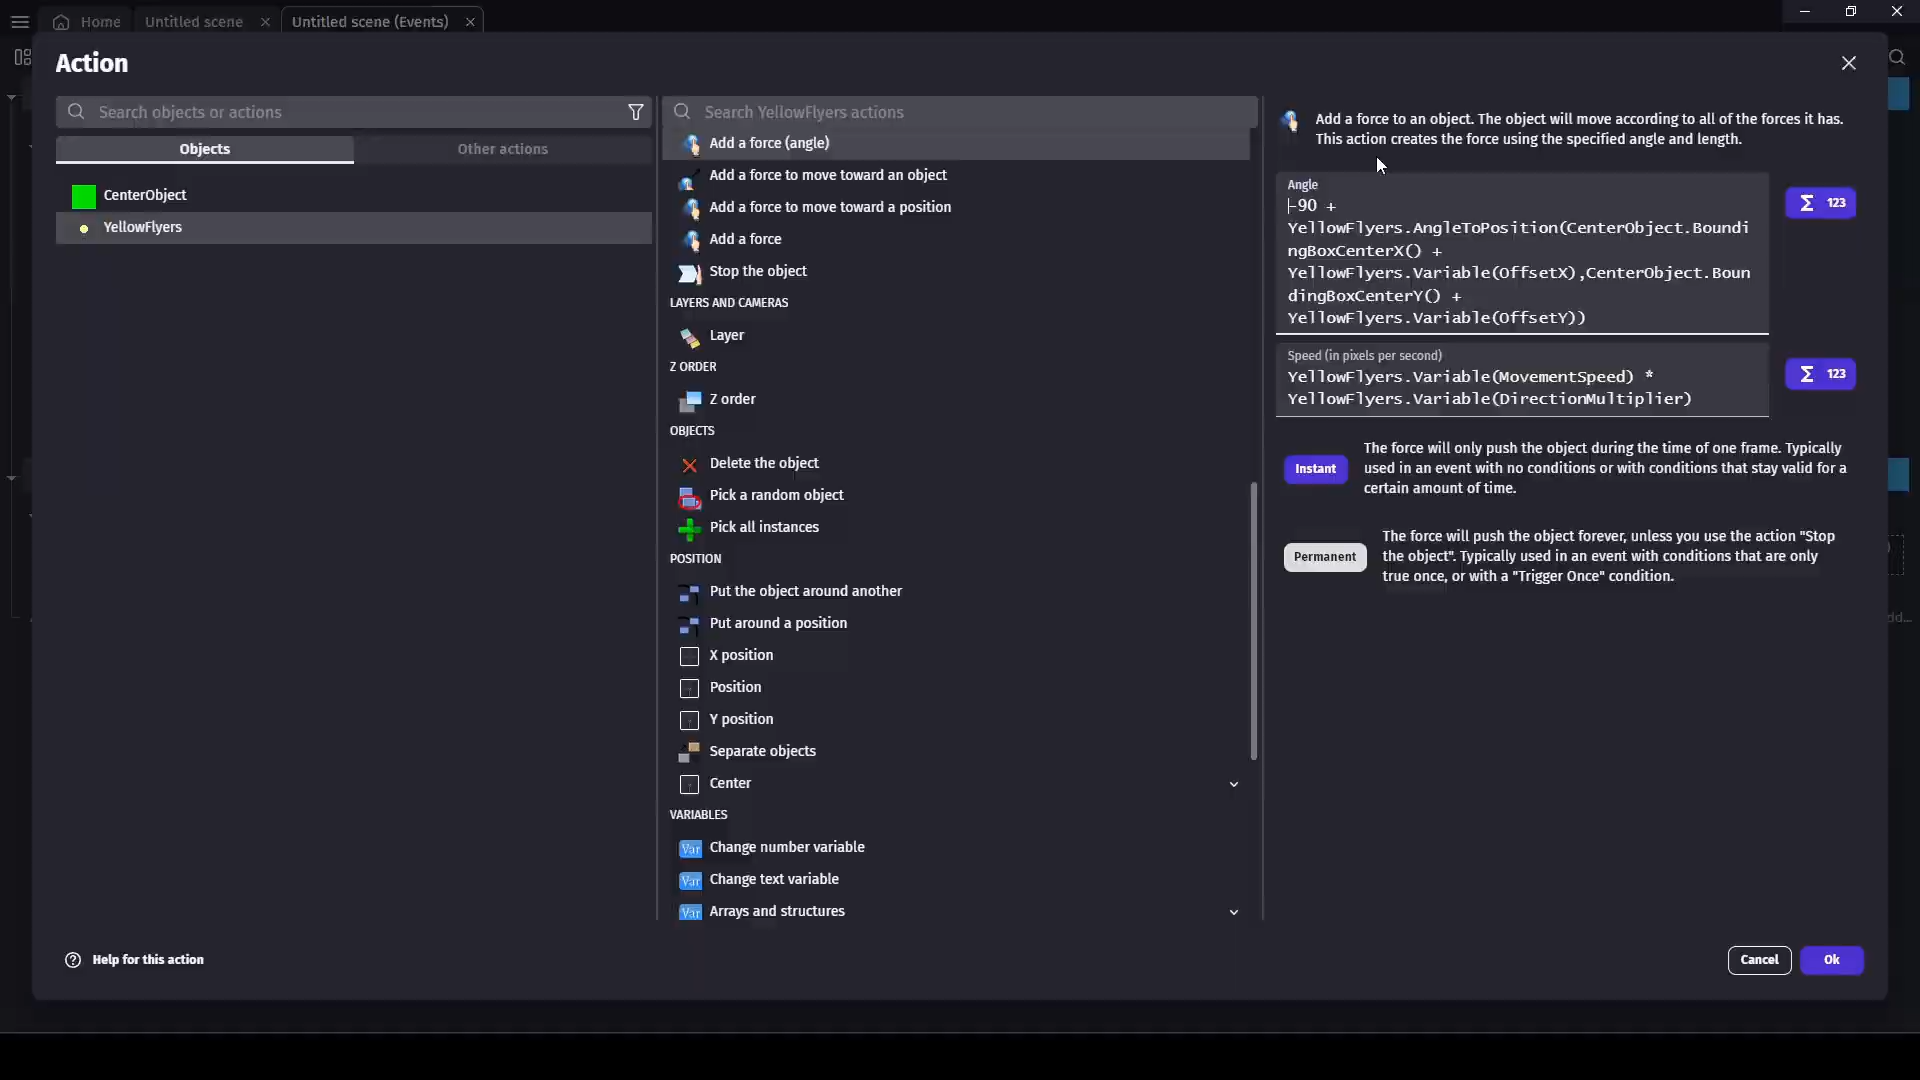 Home
Untitled scene
Untitled scene (Events)
Action
Search objects or actions
Objects
Other actions
CenterObject
YellowFlyers
Search YellowFlyers actions
Add a force (angle)
Add a force to move toward an object
Add a force to move toward a position
Add a force
Stop the object
LAYERS AND CAMERAS
Layer
Z ORDER
Z order
OBJECTS
Delete the object
Pick a random object
Pick all instances
POSITION
Put the object around another
Put around a position
X position
Position
Y position
Separate objects
Center
VARIABLES
Var Change number variable
Var Change text variable
Var Arrays and structures
Add a force to an object. The object will move according to all of the forces it has.
This action creates the force using the specified angle and length.
Angle
-90 +
YellowFlyers.AngleToPosition(CenterObject.Boundi
ngBoxCenterX() +
YellowFlyers.Variable(OffsetX),CenterObject.Boun
dingBoxCenterY() +
YellowFlyers.Variable(OffsetY))
Σ 123
Speed (in pixels per second)
YellowFlyers.Variable(MovementSpeed) *
YellowFlyers.Variable(DirectionMultiplier)
Σ 123
Instant
The force will only push the object during the time of one frame. Typically
used in an event with no conditions or with conditions that stay valid for a
certain amount of time.
Permanent
The force will push the object forever, unless you use the action "Stop
the object". Typically used in an event with conditions that are only
true once, or with a "Trigger Once" condition.
dd...
Help for this action
Cancel
Ok